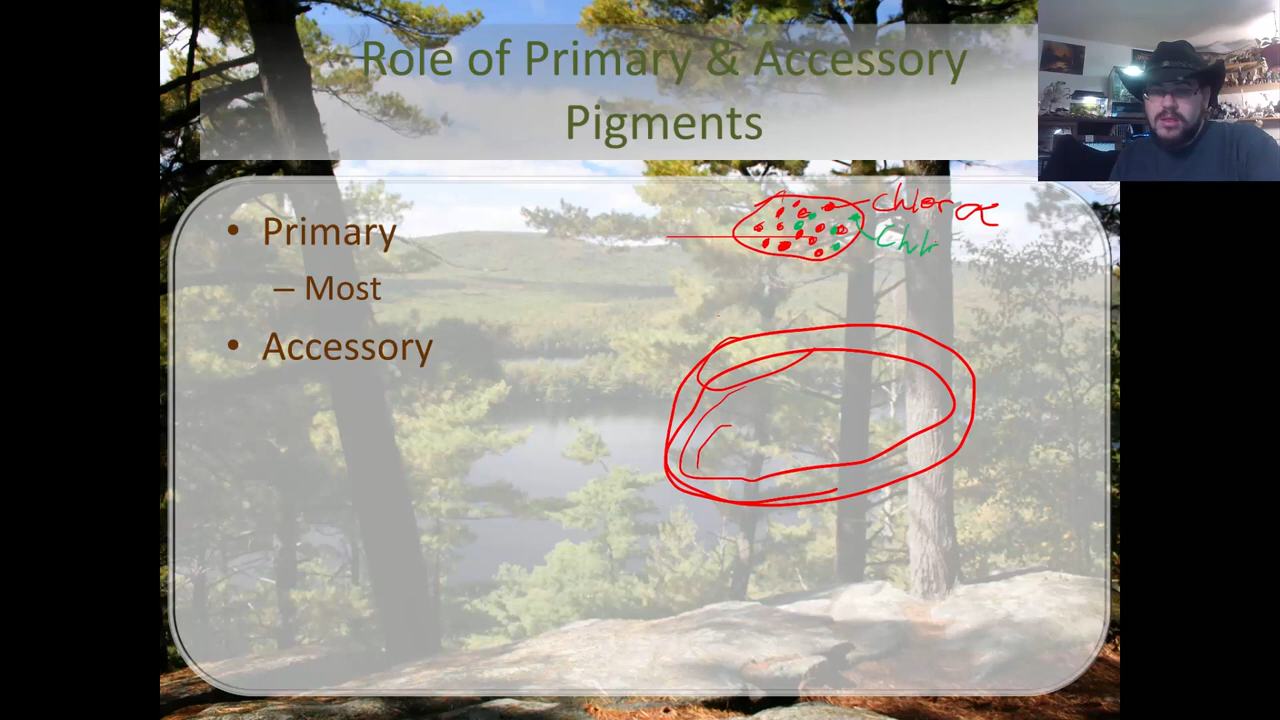 Role of Primary & Accessory
Pigments
• Primary
– Most
• Accessory
chlor α
Chl